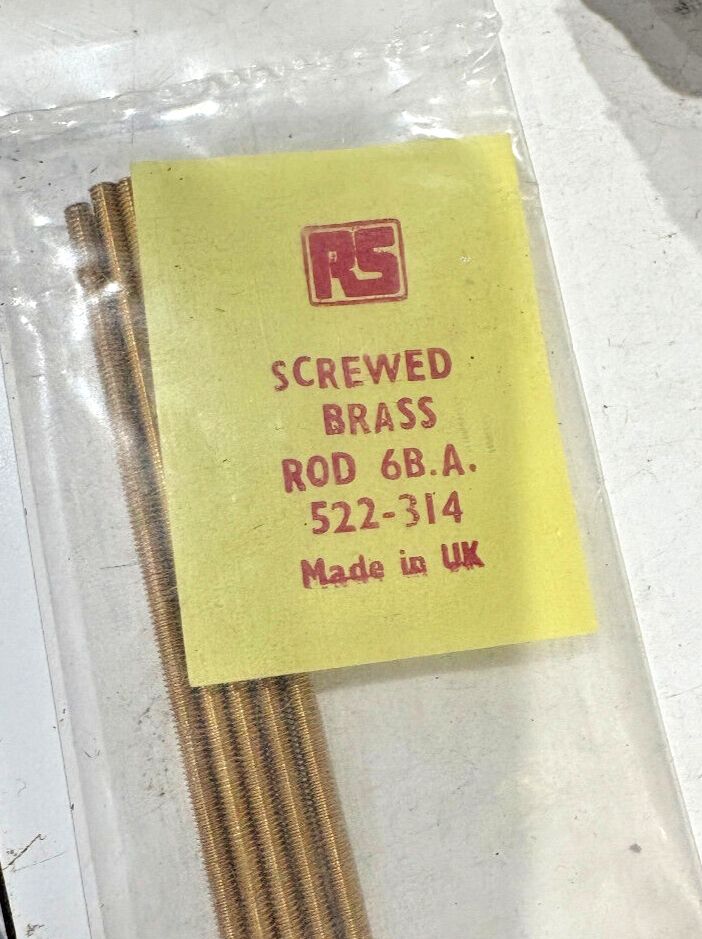 RS
SCREWED
BRASS
ROD 6B.A.
522-314
Made in UK